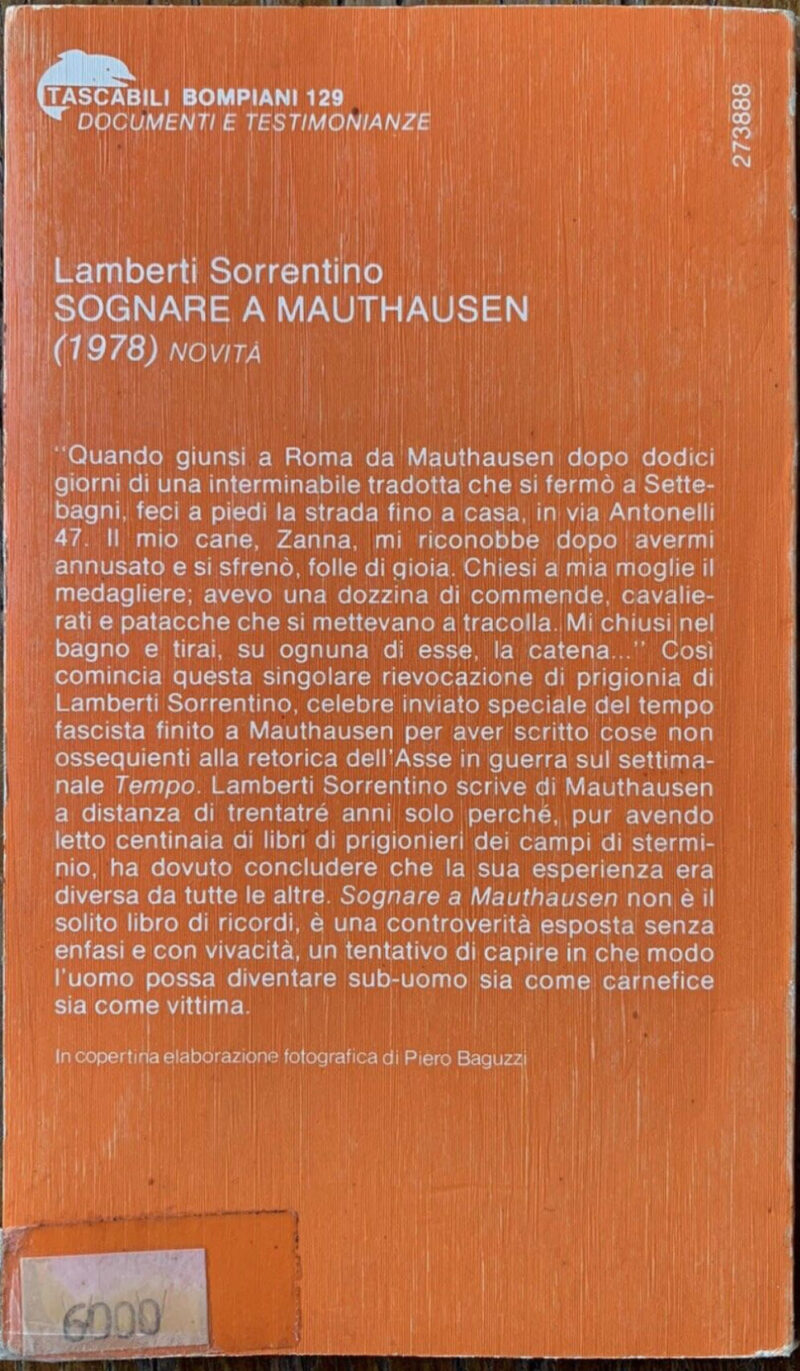 TASCABILI BOMPIANI 129
DOCUMENTI E TESTIMONIANZE
273888
Lamberti Sorrentino
SOGNARE A MAUTHAUSEN
(1978) NOVITÀ
"Quando giunsi a Roma da Mauthausen dopo dodici
giorni di una interminabile tradotta che si fermò a Sette-
bagni, feci a piedi la strada fino a casa, in via Antonelli
47. Il mio cane, Zanna, mi riconobbe dopo avermi
annusato e si sfrenò, folle di gioia. Chiesi a mia moglie il
medagliere; avevo una dozzina di commende, cavalie-
rati e patacche che si mettevano a tracolla. Mi chiusi nel
bagno e tirai, su ognuna di esse, la catena..." Così
comincia questa singolare rievocazione di prigionia di
Lamberti Sorrentino, celebre inviato speciale del tempo
fascista finito a Mauthausen per aver scritto cose non
ossequienti alla retorica dell'Asse in guerra sul settima-
nale Tempo. Lamberti Sorrentino scrive di Mauthausen
a distanza di trentatré anni solo perché, pur avendo
letto centinaia di libri di prigionieri dei campi di stermi-
nio, ha dovuto concludere che la sua esperienza era
diversa da tutte le altre. Sognare a Mauthausen non è il
solito libro di ricordi, è una controverità esposta senza
enfasi e con vivacità, un tentativo di capire in che modo
l'uomo possa diventare sub-uomo sia come carnefice
sia come vittima.
In copertina elaborazione fotografica di Piero Baguzzi
6000